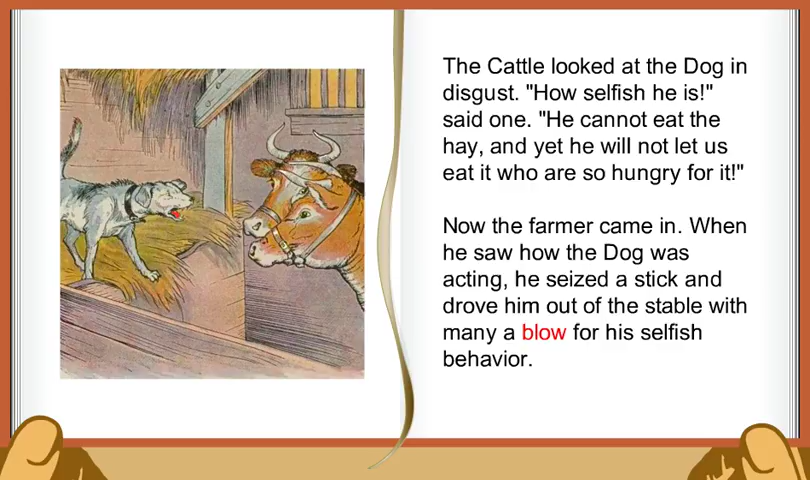 The Cattle looked at the Dog in
disgust. "How selfish he is!"
said one. "He cannot eat the
hay, and yet he will not let us
eat it who are so hungry for it!"
Now the farmer came in. When
he saw how the Dog was
acting, he seized a stick and
drove him out of the stable with
many a blow for his selfish
behavior.